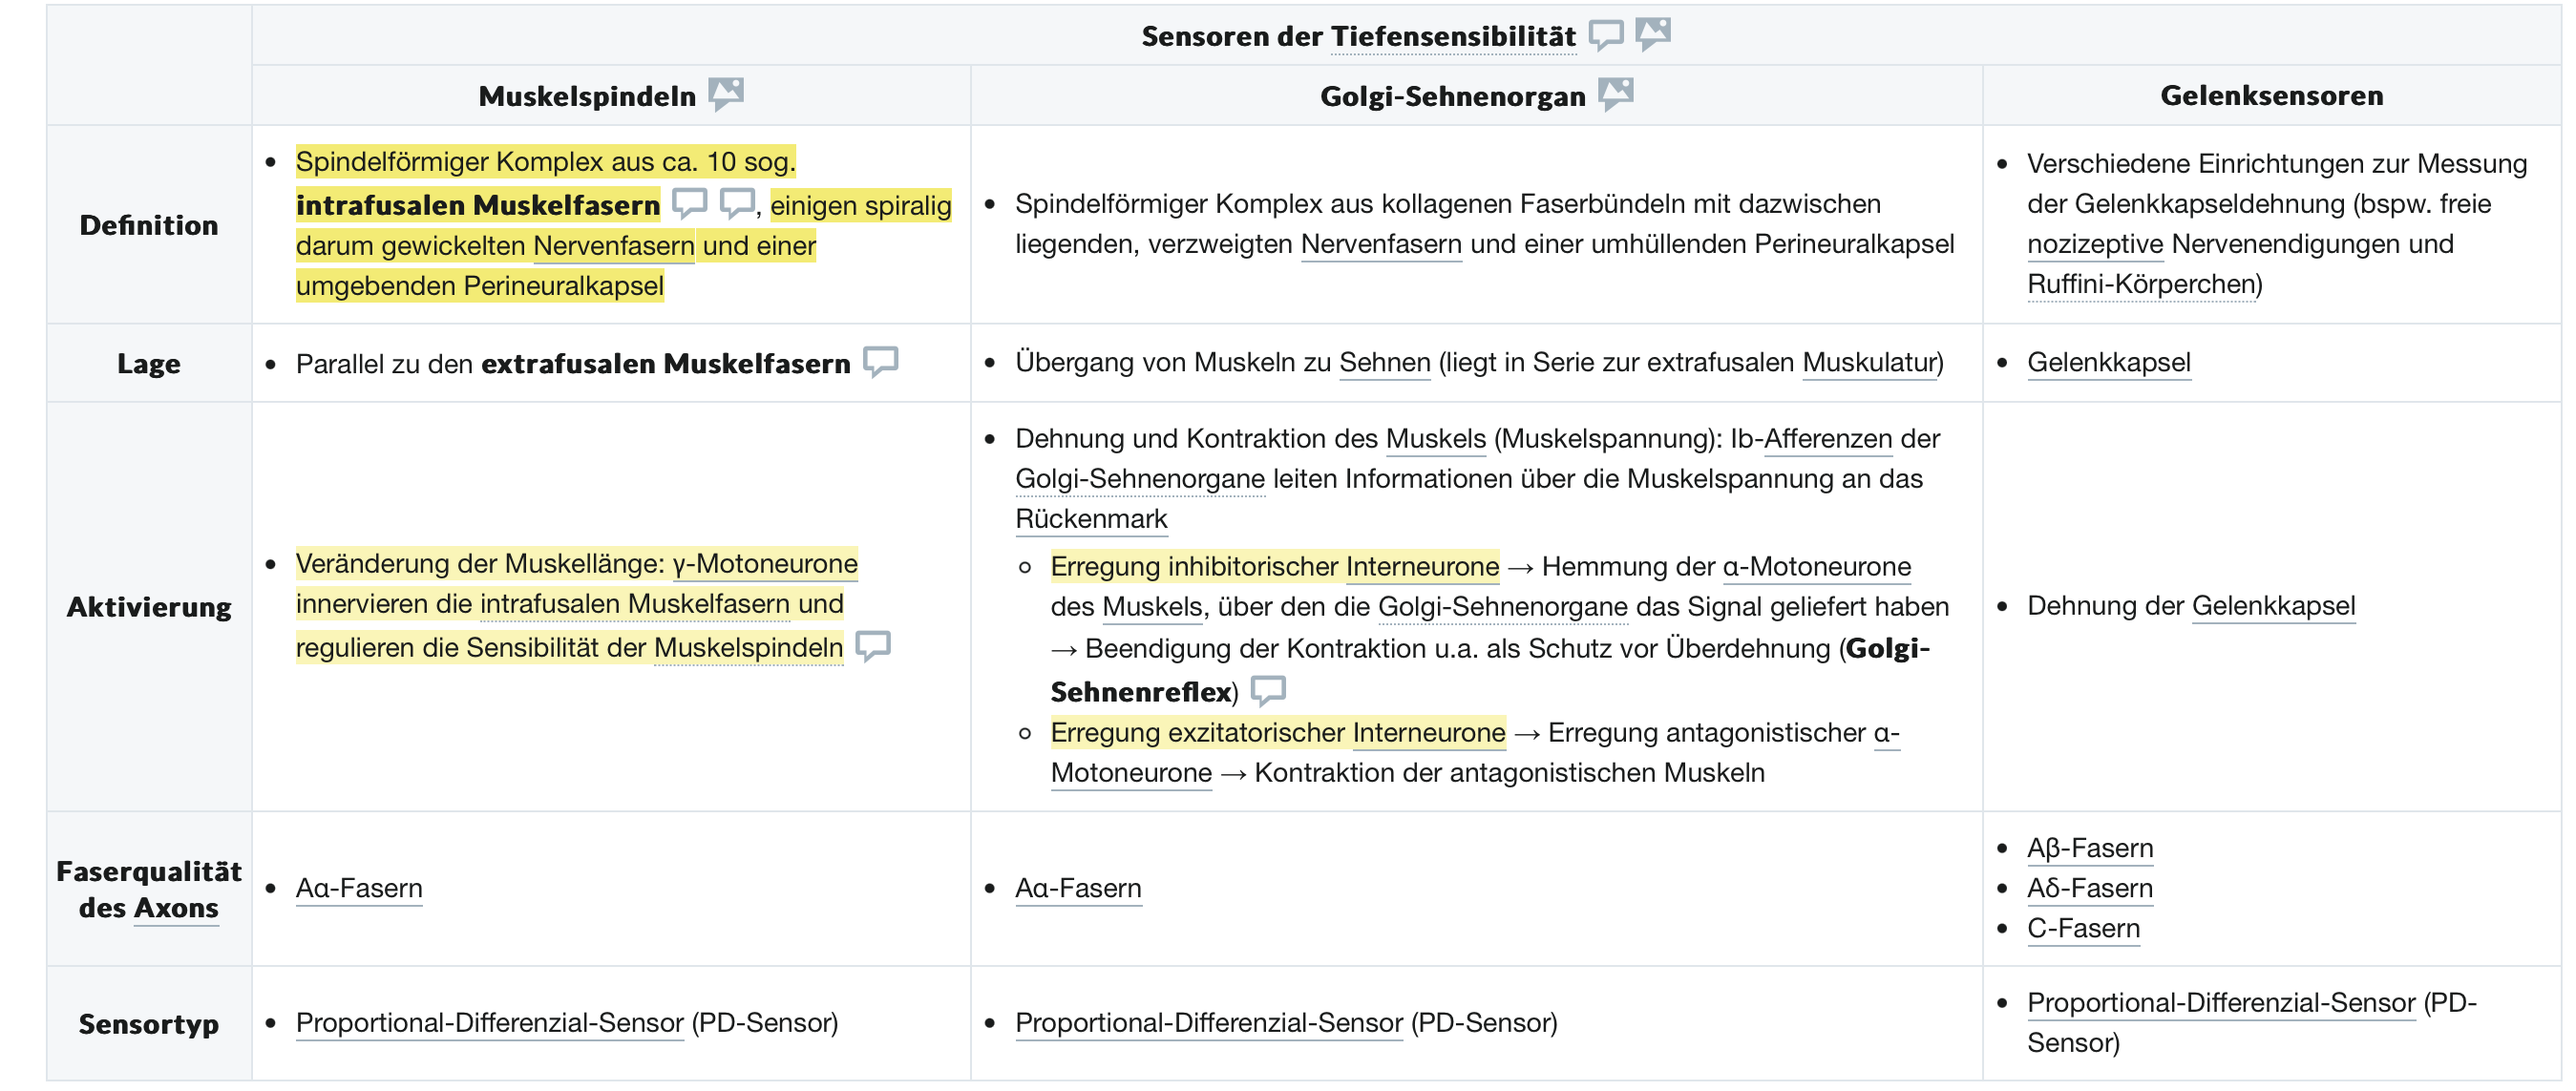 Sensoren der Tiefensensibilität
Muskelspindeln
Golgi-Sehnenorgan
Gelenksensoren
Definition
• Spindelförmiger Komplex aus ca. 10 sog.
intrafusalen Muskelfasern , einigen spiralig
darum gewickelten Nervenfasern und einer
umgebenden Perineuralkapsel
• Spindelförmiger Komplex aus kollagenen Faserbündeln mit dazwischen
liegenden, verzweigten Nervenfasern und einer umhüllenden Perineuralkapsel
• Verschiedene Einrichtungen zur Messung
der Gelenkkapseldehnung (bspw. freie
nozizeptive Nervenendigungen und
Ruffini-Körperchen)
Lage
• Parallel zu den extrafusalen Muskelfasern
• Übergang von Muskeln zu Sehnen (liegt in Serie zur extrafusalen Muskulatur)
• Gelenkkapsel
Aktivierung
• Veränderung der Muskellänge: γ-Motoneurone
innervieren die intrafusalen Muskelfasern und
regulieren die Sensibilität der Muskelspindeln
• Dehnung und Kontraktion des Muskels (Muskelspannung): Ib-Afferenzen der
Golgi-Sehnenorgane leiten Informationen über die Muskelspannung an das
Rückenmark
○ Erregung inhibitorischer Interneurone → Hemmung der α-Motoneurone
des Muskels, über den die Golgi-Sehnenorgane das Signal geliefert haben
→ Beendigung der Kontraktion u.a. als Schutz vor Überdehnung (Golgi-
Sehnenreflex)
○ Erregung exzitatorischer Interneurone → Erregung antagonistischer α-
Motoneurone → Kontraktion der antagonistischen Muskeln
• Dehnung der Gelenkkapsel
Faserqualität
des Axons
• Aα-Fasern
• Aα-Fasern
• Aβ-Fasern
• Aδ-Fasern
• C-Fasern
Sensortyp
• Proportional-Differenzial-Sensor (PD-Sensor)
• Proportional-Differenzial-Sensor (PD-Sensor)
• Proportional-Differenzial-Sensor (PD-
Sensor)